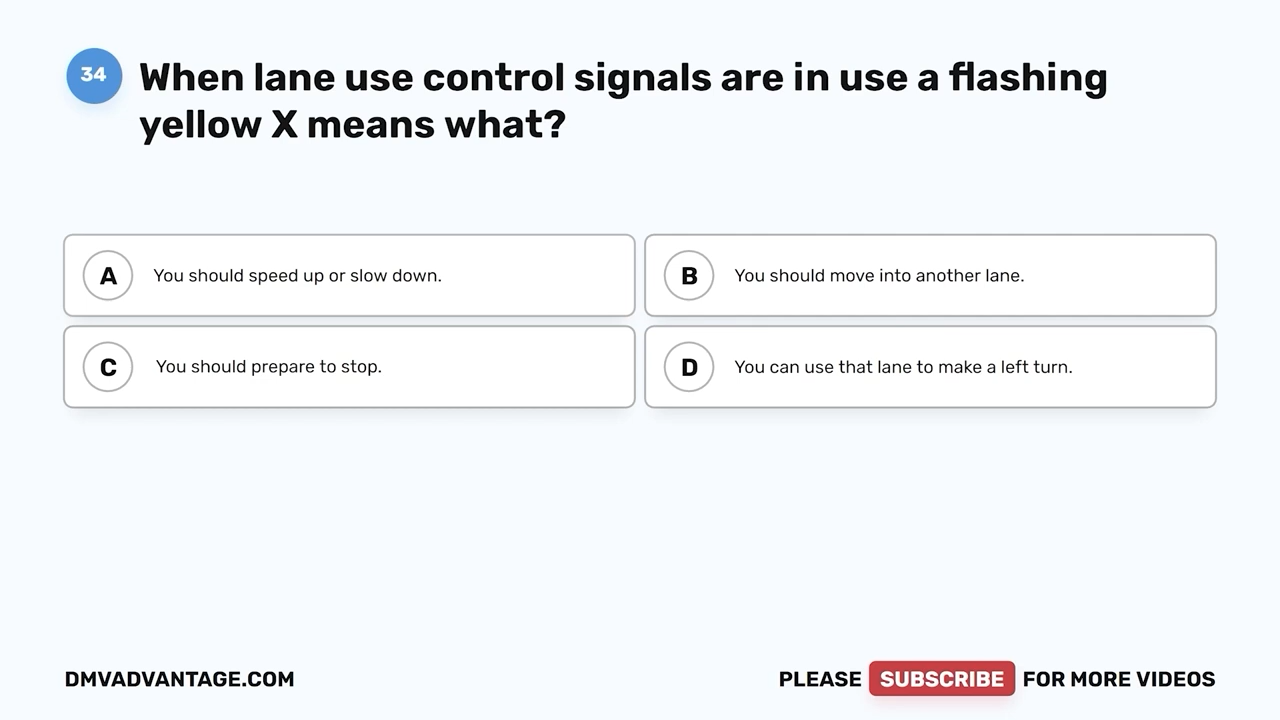 34
When lane use control signals are in use a flashing
yellow X means what?
A You should speed up or slow down.
B You should move into another lane.
C You should prepare to stop.
D You can use that lane to make a left turn.
DMVADVANTAGE.COM
PLEASE SUBSCRIBE FOR MORE VIDEOS